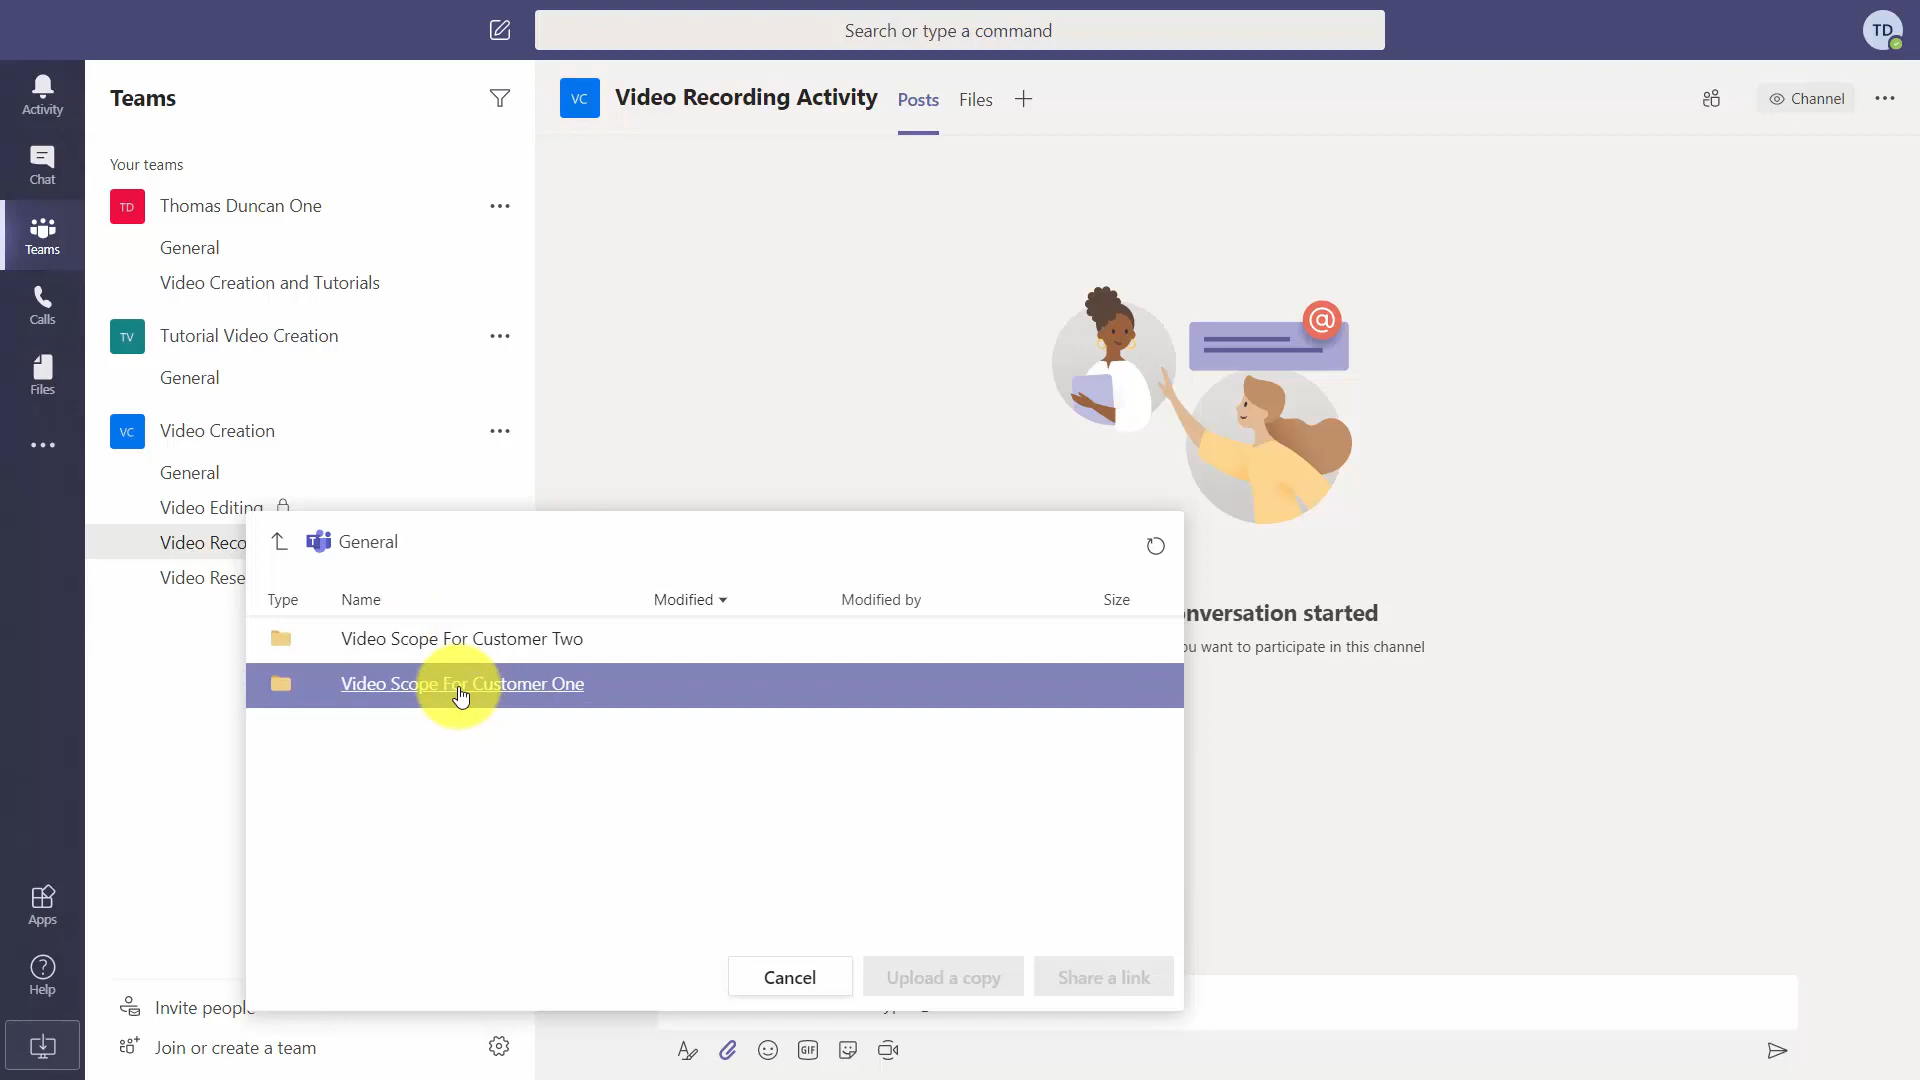 Search or type a command
TD
Activity
Chat
Teams
Calls
Files
Apps
Help
Teams
Your teams
TD Thomas Duncan One
General
Video Creation and Tutorials
TV Tutorial Video Creation
General
VC Video Creation
General
Video Editing
Video Reco
Video Rese
Invite people
Join or create a team
VC Video Recording Activity Posts Files
Channel
@
nversation started
ou want to participate in this channel
General
Type Name Modified Modified by Size
Video Scope For Customer Two
Video Scope For Customer One
Cancel Upload a copy Share a link
GIF